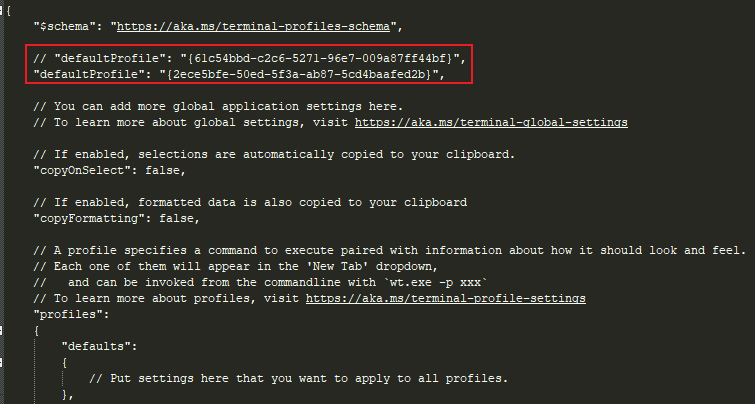 {
"$schema": "https://aka.ms/terminal-profiles-schema",
// "defaultProfile": "{61c54bbd-c2c6-5271-96e7-009a87ff44bf}",
"defaultProfile": "{2ece5bfe-50ed-5f3a-ab87-5cd4baafed2b}",
// You can add more global application settings here.
// To learn more about global settings, visit https://aka.ms/terminal-global-settings
// If enabled, selections are automatically copied to your clipboard.
"copyOnSelect": false,
// If enabled, formatted data is also copied to your clipboard
"copyFormatting": false,
// A profile specifies a command to execute paired with information about how it should look and feel.
// Each one of them will appear in the 'New Tab' dropdown,
//   and can be invoked from the commandline with `wt.exe -p xxx`
// To learn more about profiles, visit https://aka.ms/terminal-profile-settings
"profiles":
{
"defaults":
{
// Put settings here that you want to apply to all profiles.
},